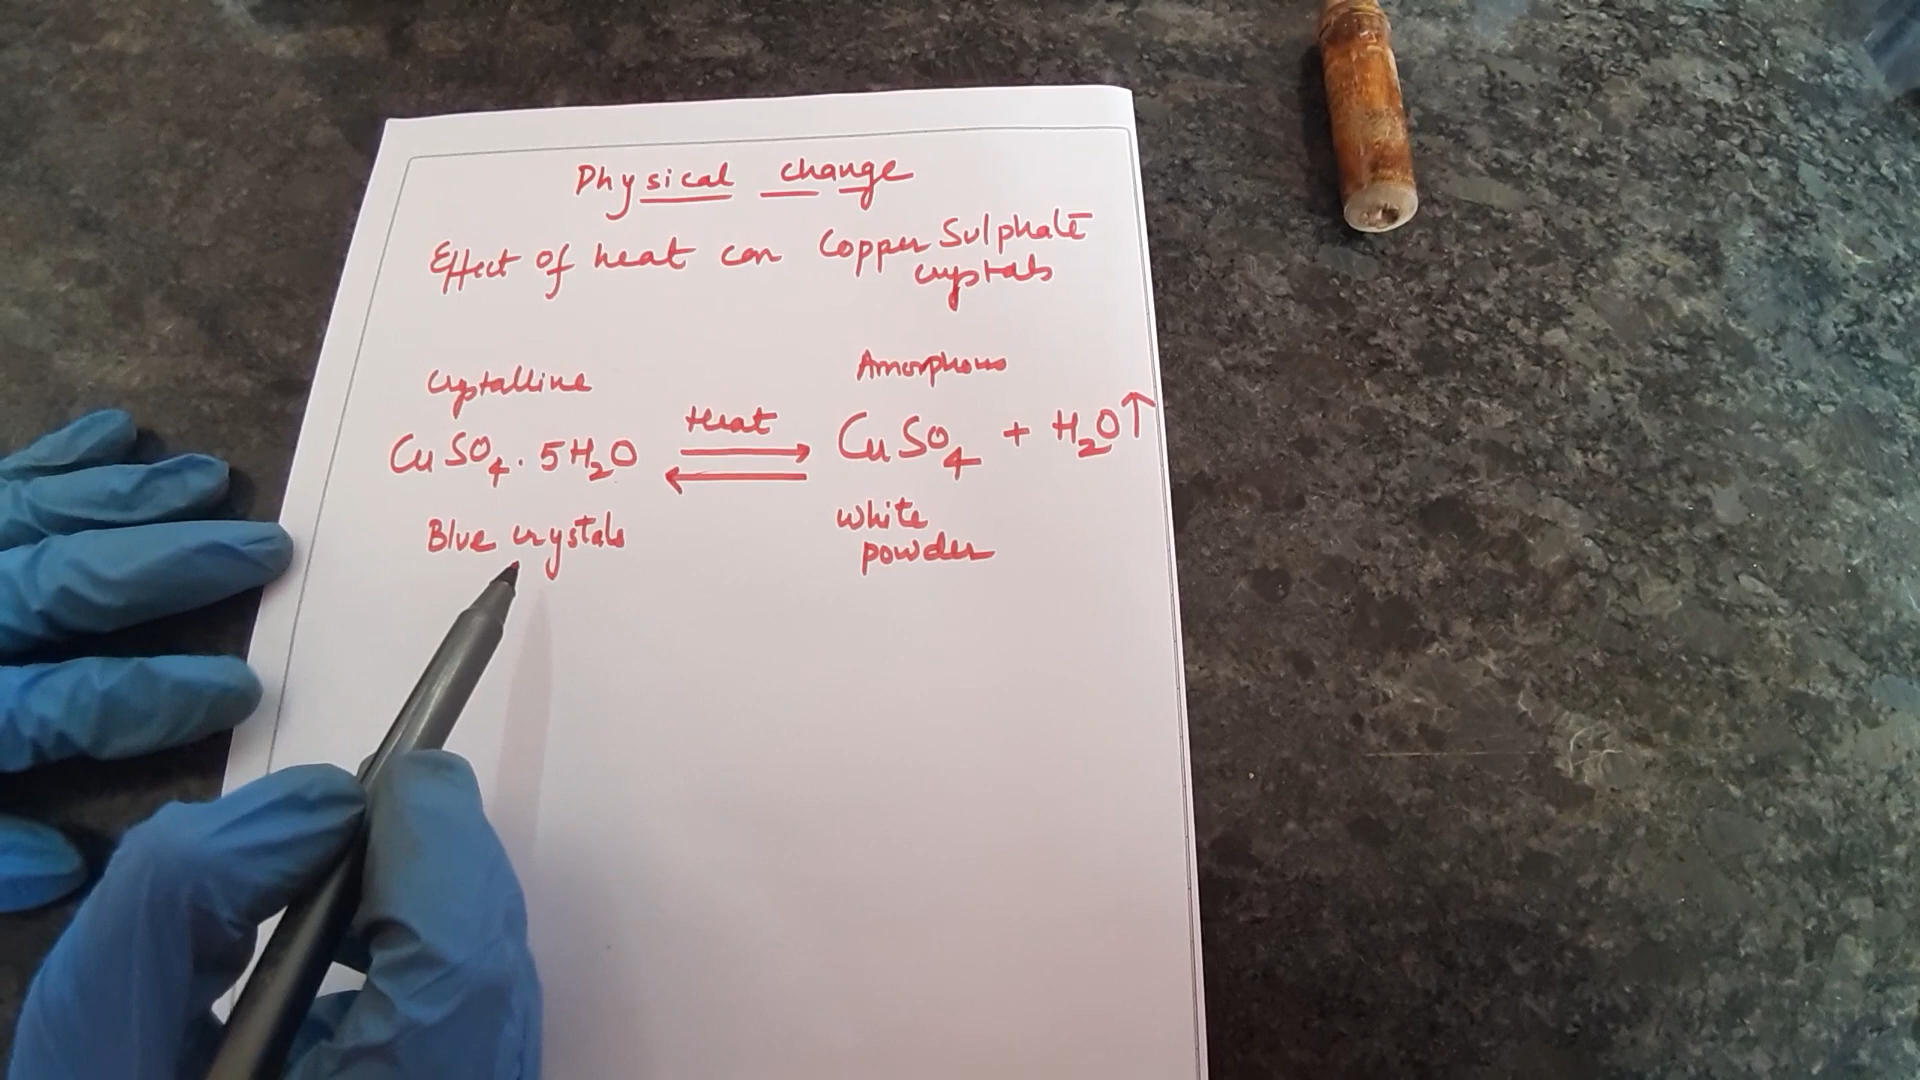 Physical change
Effect of heat can Copper Sulphate
crystals
Crystalline
Amorphous
CuSO4 . 5H2O
Heat
CuSO4 + H2O↑
Blue crystals
white
powder